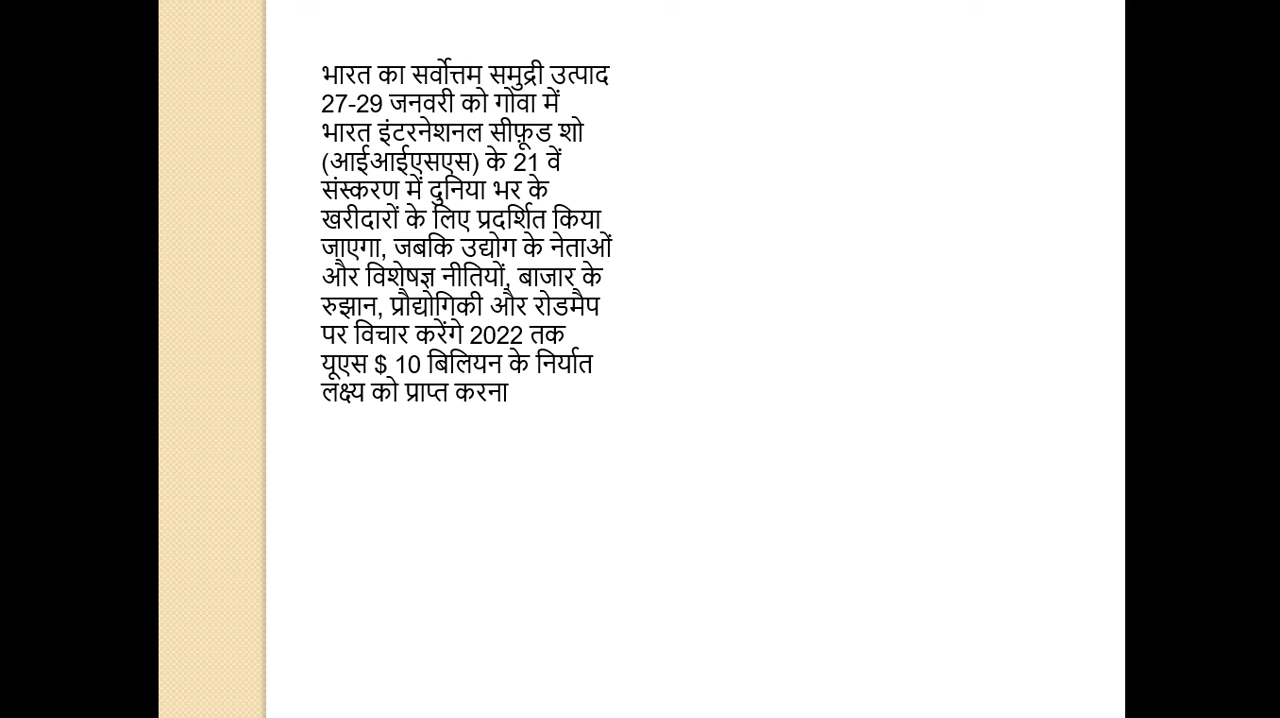 भारत का सर्वोत्तम समुद्री उत्पाद
27-29 जनवरी को गोवा में
भारत इंटरनेशनल सीफ़ूड शो
(आईआईएसएस) के 21 वें
संस्करण में दुनिया भर के
खरीदारों के लिए प्रदर्शित किया
जाएगा, जबकि उद्योग के नेताओं
और विशेषज्ञ नीतियों, बाजार के
रुझान, प्रौद्योगिकी और रोडमैप
पर विचार करेंगे 2022 तक
यूएस $ 10 बिलियन के निर्यात
लक्ष्य को प्राप्त करना